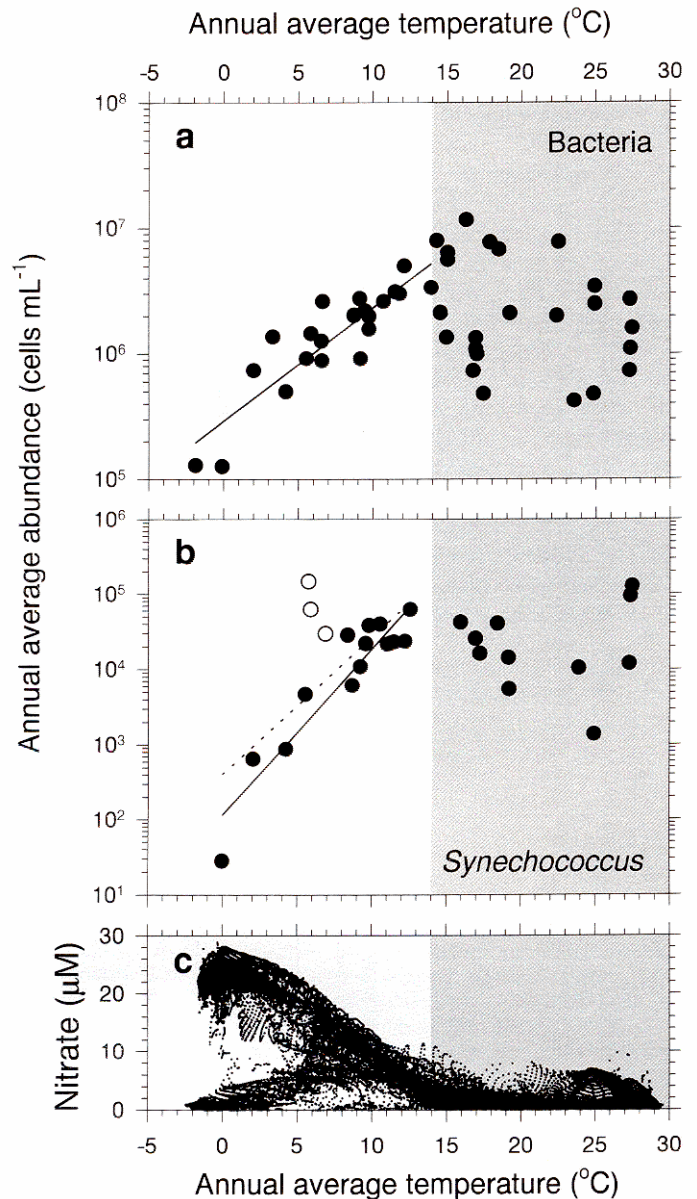 Annual average temperature (°C)
-5 0 5 10 15 20 25 30
10⁸
a
Bacteria
10⁷
10⁶
10⁵
Annual average abundance (cells mL⁻¹)
10⁶
b
10⁵
10⁴
10³
10²
Synechococcus
10¹
30
c
20
10
0
Nitrate (µM)
-5 0 5 10 15 20 25 30
Annual average temperature (°C)